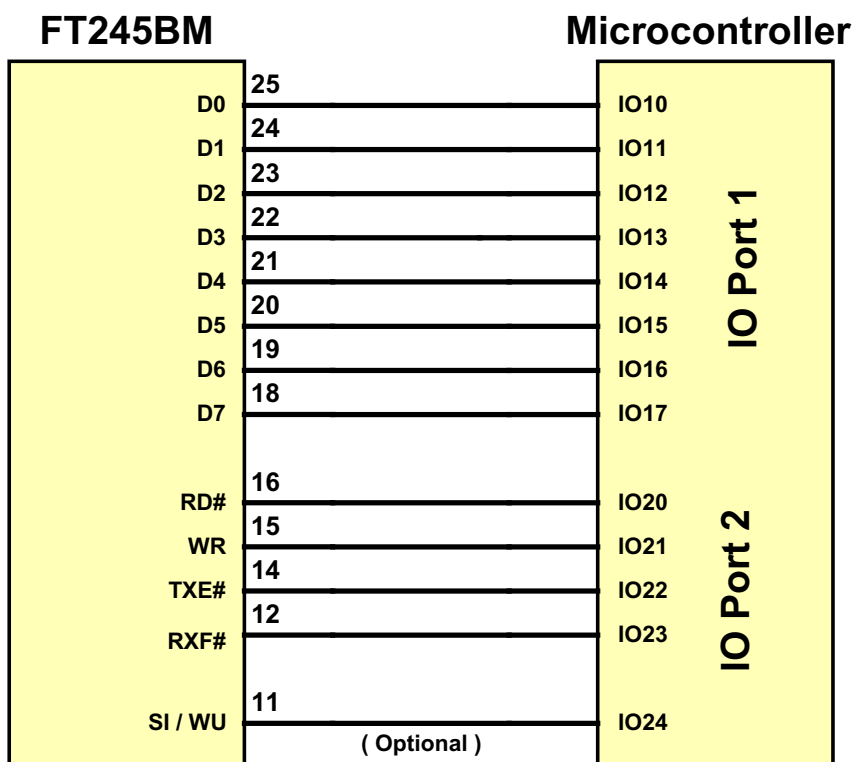 FT245BM Microcontroller
25
D0 IO10
24
D1 IO11
23
D2 IO12
22
D3 IO13
21
D4 IO14
20
D5 IO15
19
D6 IO16
18
D7 IO17
IO Port 1
16
RD# IO20
15
WR IO21
14
TXE# IO22
12
RXF# IO23
IO Port 2
11
SI / WU IO24
( Optional )